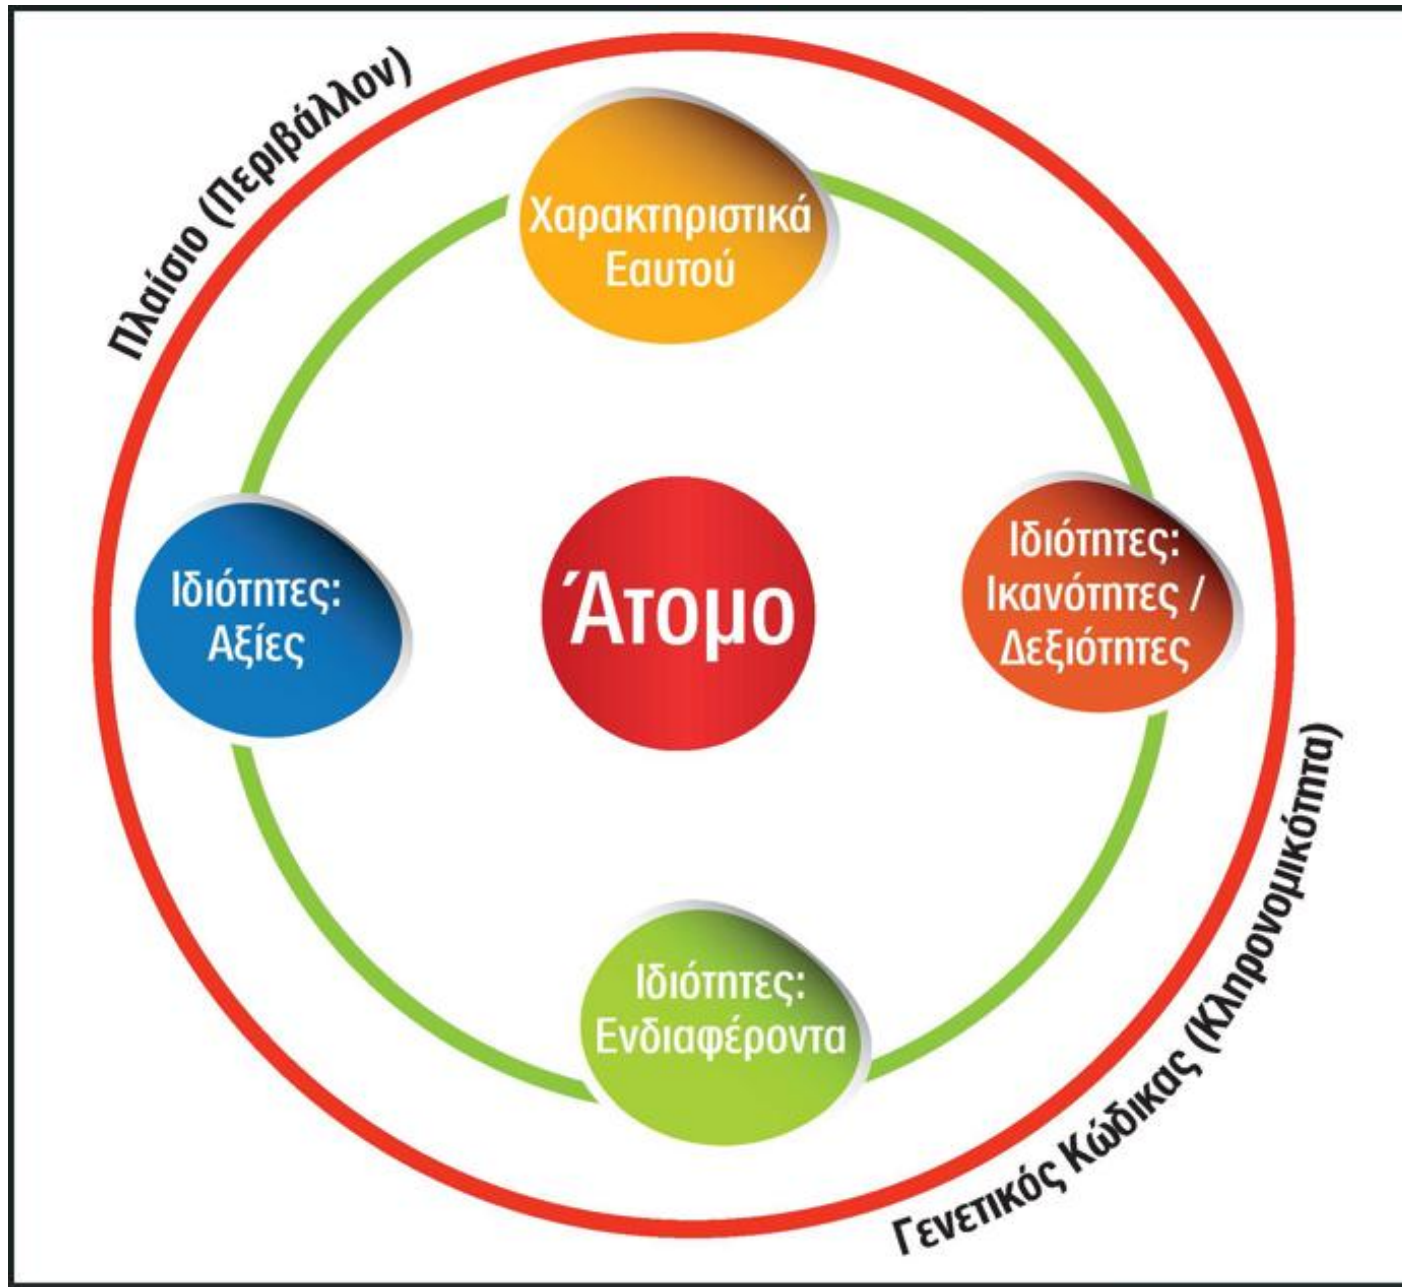 Πλαίσιο (Περιβάλλον)
Χαρακτηριστικά
Εαυτού
Ιδιότητες:
Αξίες
Άτομο
Ιδιότητες:
Ικανότητες /
Δεξιότητες
Ιδιότητες:
Ενδιαφέροντα
Γενετικός Κώδικας (Κληρονομικότητα)